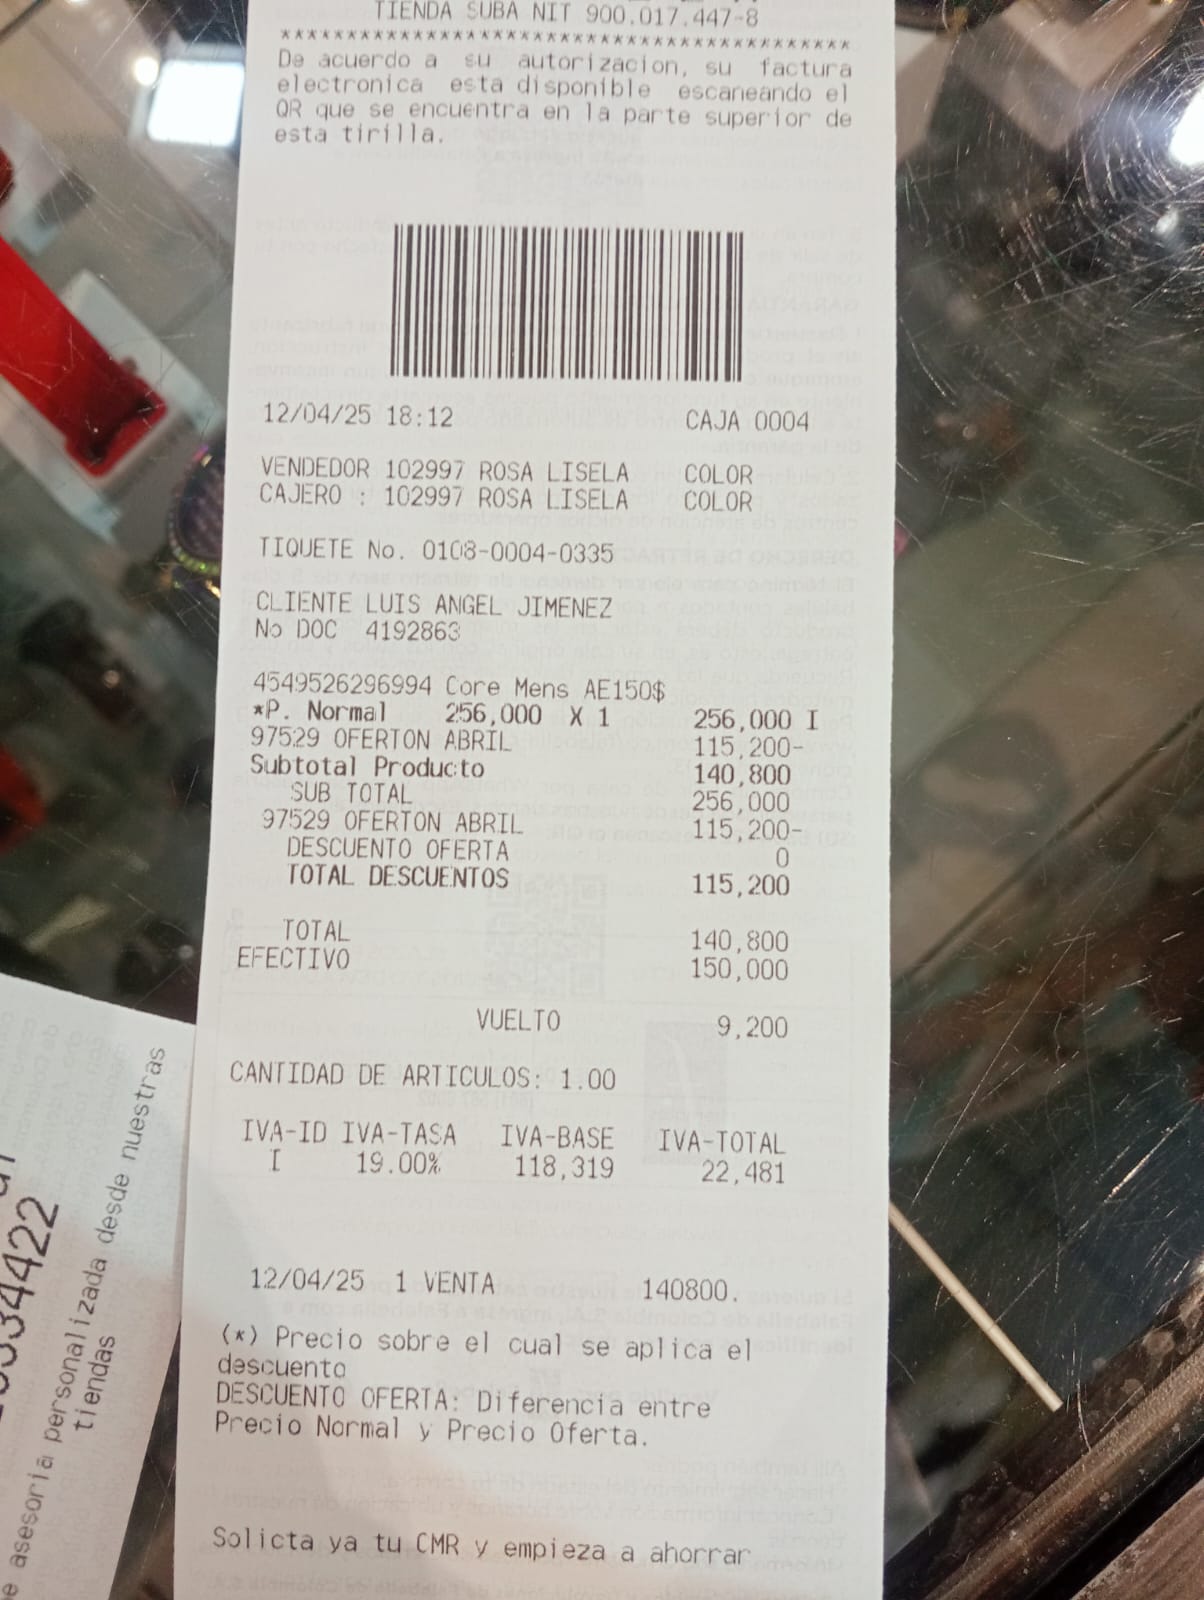 TIENDA SUBA NIT 900.017.447-8
*******************************************
De acuerdo a su autorizacion, su factura
electronica esta disponible escaneando el
QR que se encuentra en la parte superior de
esta tirilla.
12/04/25 18:12 CAJA 0004
VENDEDOR 102997 ROSA LISELA COLOR
CAJERO : 102997 ROSA LISELA COLOR
TIQUETE No. 0108-0004-0335
CLIENTE LUIS ANGEL JIMENEZ
No DOC 4192863
4549526296994 Core Mens AE150$
*P. Normal 256,000 X 1 256,000 I
97529 OFERTON ABRIL 115,200-
Subtotal Producto 140,800
SUB TOTAL 256,000
97529 OFERTON ABRIL 115,200-
DESCUENTO OFERTA 0
TOTAL DESCUENTOS 115,200
TOTAL 140,800
EFECTIVO 150,000
VUELTO 9,200
CANTIDAD DE ARTICULOS: 1.00
IVA-ID IVA-TASA IVA-BASE IVA-TOTAL
I 19.00% 118,319 22,481
12/04/25 1 VENTA 140800.
(*) Precio sobre el cual se aplica el
descuento
DESCUENTO OFERTA: Diferencia entre
Precio Normal y Precio Oferta.
Solicta ya tu CMR y empieza a ahorrar
34422
asesoria personalizada desde nuestras
tiendas